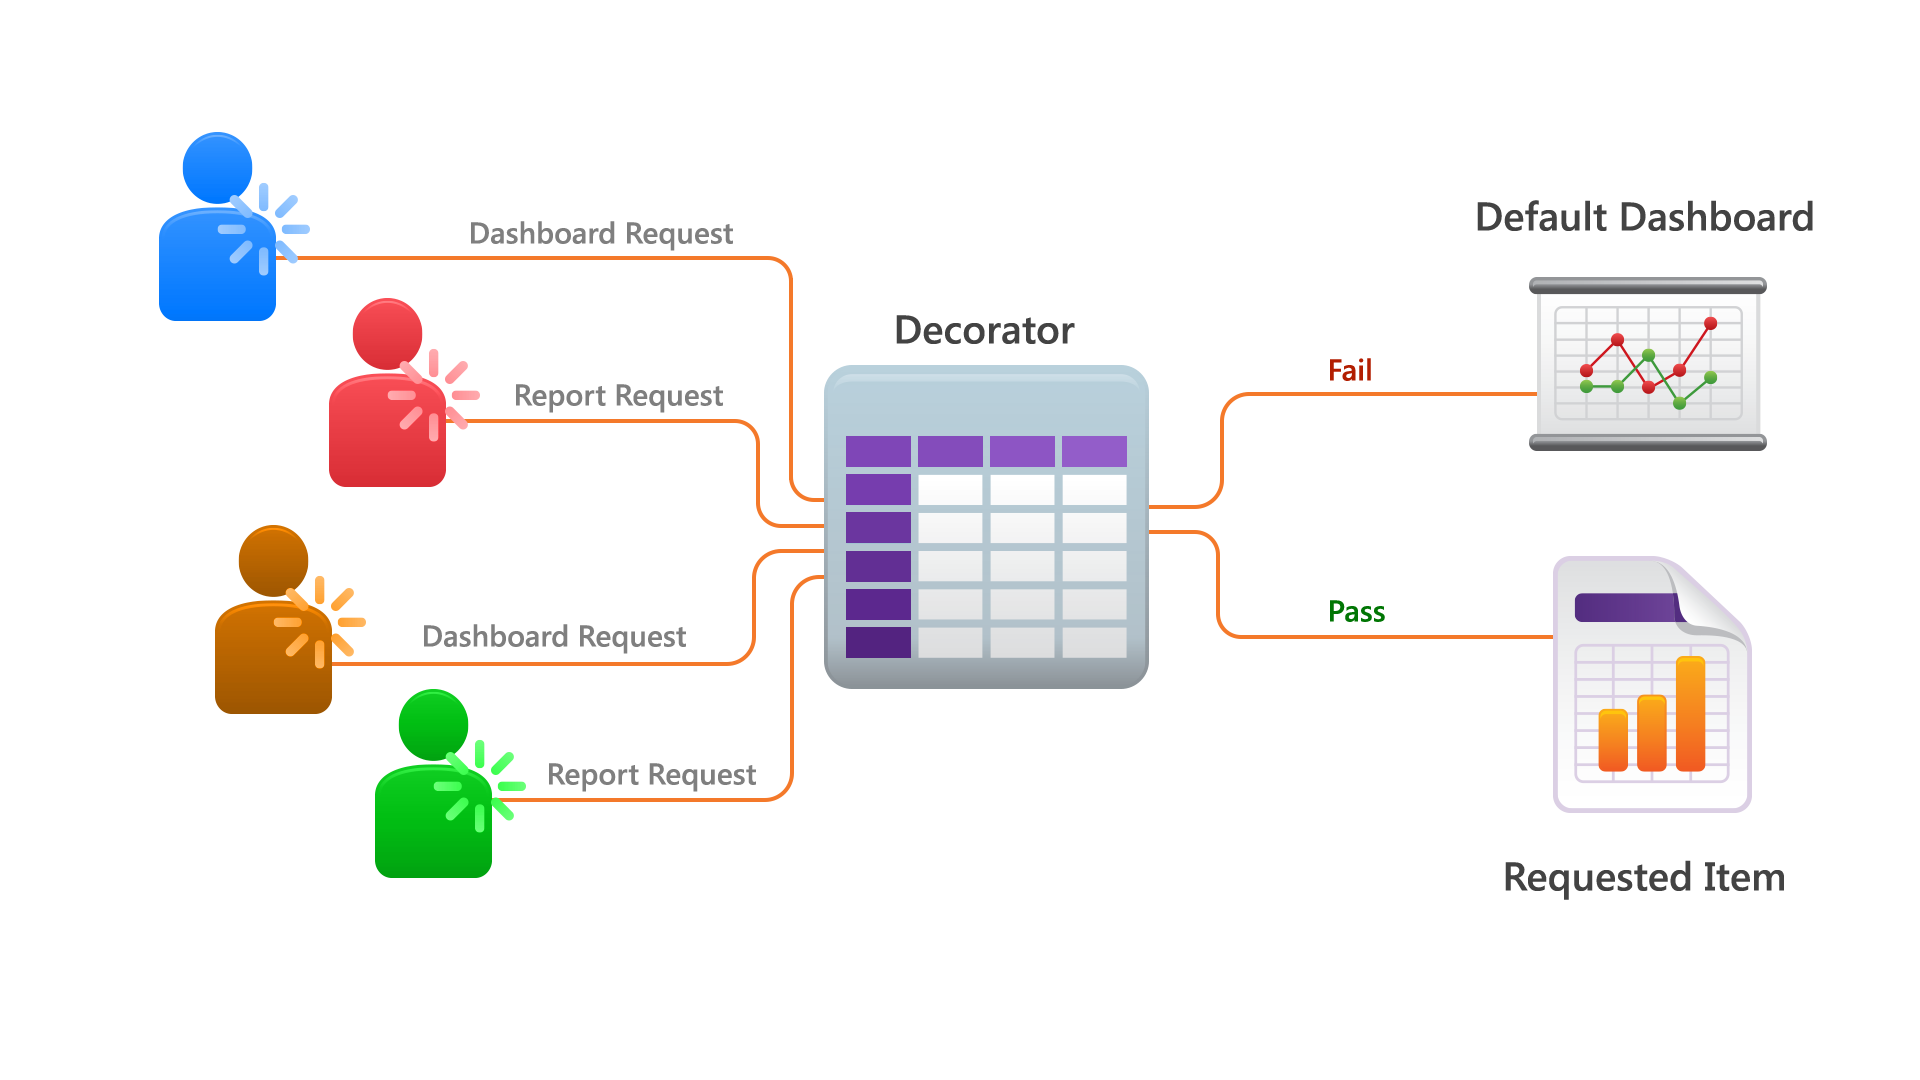 Dashboard Request
Report Request
Dashboard Request
Report Request
Decorator
Fail
Pass
Default Dashboard
Requested Item